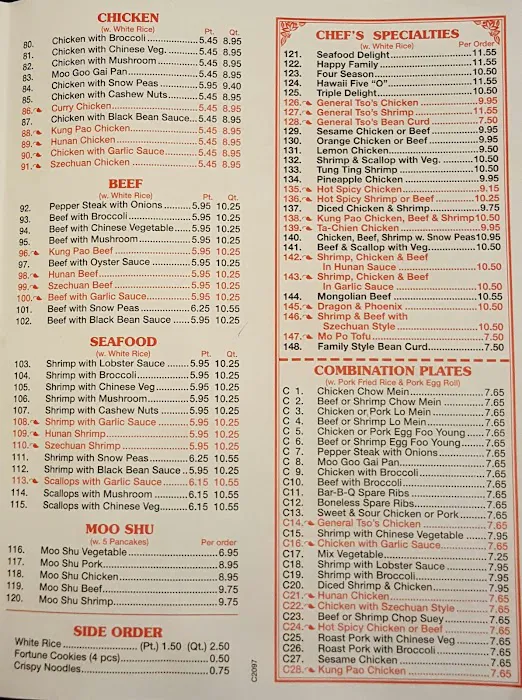 CHICKEN
(w. White Rice) Pt. Qt.
80. Chicken with Broccoli 5.45 8.95
81. Chicken with Chinese Veg. 5.45 8.95
82. Chicken with Mushroom 5.45 8.95
83. Moo Goo Gai Pan 5.45 8.95
84. Chicken with Snow Peas 5.95 9.40
85. Chicken with Cashew Nuts 5.45 8.95
86. Curry Chicken 5.45 8.95
87. Chicken with Black Bean Sauce 5.45 8.95
88. Kung Pao Chicken 5.45 8.95
89. Hunan Chicken 5.45 8.95
90. Chicken with Garlic Sauce 5.45 8.95
91. Szechuan Chicken 5.45 8.95
BEEF
(w. White Rice) Pt. Qt.
92. Pepper Steak with Onions 5.95 10.25
93. Beef with Broccoli 5.95 10.25
94. Beef with Chinese Vegetable 5.95 10.25
95. Beef with Mushroom 5.95 10.25
96. Kung Pao Beef 5.95 10.25
97. Beef with Oyster Sauce 5.95 10.25
98. Hunan Beef 5.95 10.25
99. Szechuan Beef 5.95 10.25
100. Beef with Garlic Sauce 5.95 10.25
101. Beef with Snow Peas 6.25 10.55
102. Beef with Black Bean Sauce 5.95 10.25
SEAFOOD
(w. White Rice) Pt. Qt.
103. Shrimp with Lobster Sauce 5.95 10.25
104. Shrimp with Broccoli 5.95 10.25
105. Shrimp with Chinese Veg 5.95 10.25
106. Shrimp with Mushroom 5.95 10.25
107. Shrimp with Cashew Nuts 5.95 10.25
108. Shrimp with Garlic Sauce 5.95 10.25
109. Hunan Shrimp 5.95 10.25
110. Szechuan Shrimp 5.95 10.25
111. Shrimp with Snow Peas 6.25 10.55
112. Shrimp with Black Bean Sauce 5.95 10.25
113. Scallops with Garlic Sauce 6.15 10.55
114. Scallops with Mushroom 6.15 10.55
115. Scallops with Chinese Veg. 6.15 10.55
MOO SHU
(w. 5 Pancakes) Per order
116. Moo Shu Vegetable 6.95
117. Moo Shu Pork 8.95
118. Moo Shu Chicken 8.95
119. Moo Shu Beef 9.75
120. Moo Shu Shrimp 9.75
SIDE ORDER
White Rice (Pt.) 1.50 (Qt.) 2.50
Fortune Cookies (4 pcs) 0.50
Crispy Noodles 0.75
C2097
CHEF'S SPECIALTIES
(w. White Rice) Per Order
121. Seafood Delight 11.55
122. Happy Family 11.55
123. Four Season 10.50
124. Hawaii Five "O" 11.55
125. Triple Delight 10.50
126. General Tso's Chicken 9.95
127. General Tso's Shrimp 11.55
128. General Tso's Bean Curd 7.50
129. Sesame Chicken or Beef 9.95
130. Orange Chicken or Beef 9.95
131. Lemon Chicken 9.50
132. Shrimp & Scallop with Veg. 10.50
133. Tung Ting Shrimp 10.50
134. Pineapple Chicken 9.95
135. Hot Spicy Chicken 9.15
136. Hot Spicy Shrimp or Beef 10.25
137. Diced Chicken & Shrimp 9.75
138. Kung Pao Chicken, Beef & Shrimp 10.50
139. Ta-Chien Chicken 9.95
140. Chicken, Beef, Shrimp w. Snow Peas 10.95
141. Beef & Scallop with Veg. 10.50
142. Shrimp, Chicken & Beef
In Hunan Sauce 10.50
143. Shrimp, Chicken & Beef
In Garlic Sauce 10.50
144. Mongolian Beef 10.55
145. Dragon & Phoenix 10.50
146. Shrimp & Beef with
Szechuan Style 10.50
147. Mo Po Tofu 7.50
148. Family Style Bean Curd 7.50
COMBINATION PLATES
(w. Pork Fried Rice & Pork Egg Roll)
C 1. Chicken Chow Mein 7.65
C 2. Beef or Shrimp Chow Mein 7.65
C 3. Chicken or Pork Lo Mein 7.65
C 4. Beef or Shrimp Lo Mein 7.65
C 5. Chicken or Pork Egg Foo Young 7.65
C 6. Beef or Shrimp Egg Foo Young 7.65
C 7. Pepper Steak with Onions 7.65
C 8. Moo Goo Gai Pan 7.65
C 9. Chicken with Broccoli 7.65
C10. Beef with Broccoli 7.65
C11. Bar-B-Q Spare Ribs 7.65
C12. Boneless Spare Ribs 7.65
C13. Sweet & Sour Chicken or Pork 7.65
C14. General Tso's Chicken 7.65
C15. Shrimp with Chinese Vegetable 7.95
C16. Chicken with Garlic Sauce 7.65
C17. Mix Vegetable 7.25
C18. Shrimp with Lobster Sauce 7.95
C19. Shrimp with Broccoli 7.95
C20. Diced Shrimp & Chicken 7.95
C21. Hunan Chicken 7.65
C22. Chicken with Szechuan Style 7.65
C23. Beef or Shrimp Chop Suey 7.65
C24. Hot Spicy Chicken or Beef 7.65
C25. Roast Pork with Chinese Veg 7.65
C26. Roast Pork with Broccoli 7.65
C27. Sesame Chicken 7.65
C28. Kung Pao Chicken 7.65